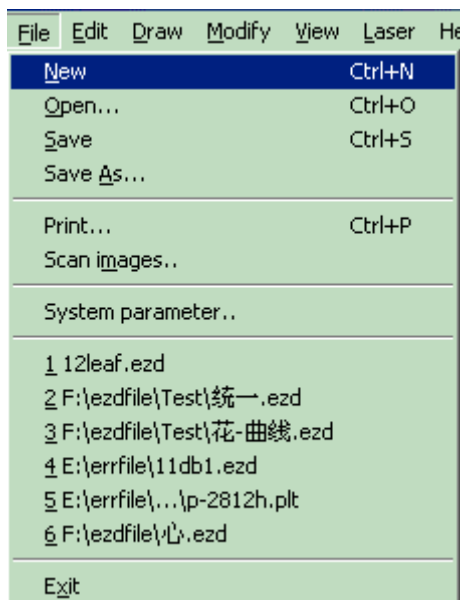 File Edit Draw Modify View Laser
New Ctrl+N
Open... Ctrl+O
Save Ctrl+S
Save As...
Print... Ctrl+P
Scan images..
System parameter..
1 12leaf.ezd
2 F:\ezdfile\Test\统一.ezd
3 F:\ezdfile\Test\花-曲线.ezd
4 E:\errfile\11db1.ezd
5 E:\errfile\...\p-2812h.plt
6 F:\ezdfile\心.ezd
Exit